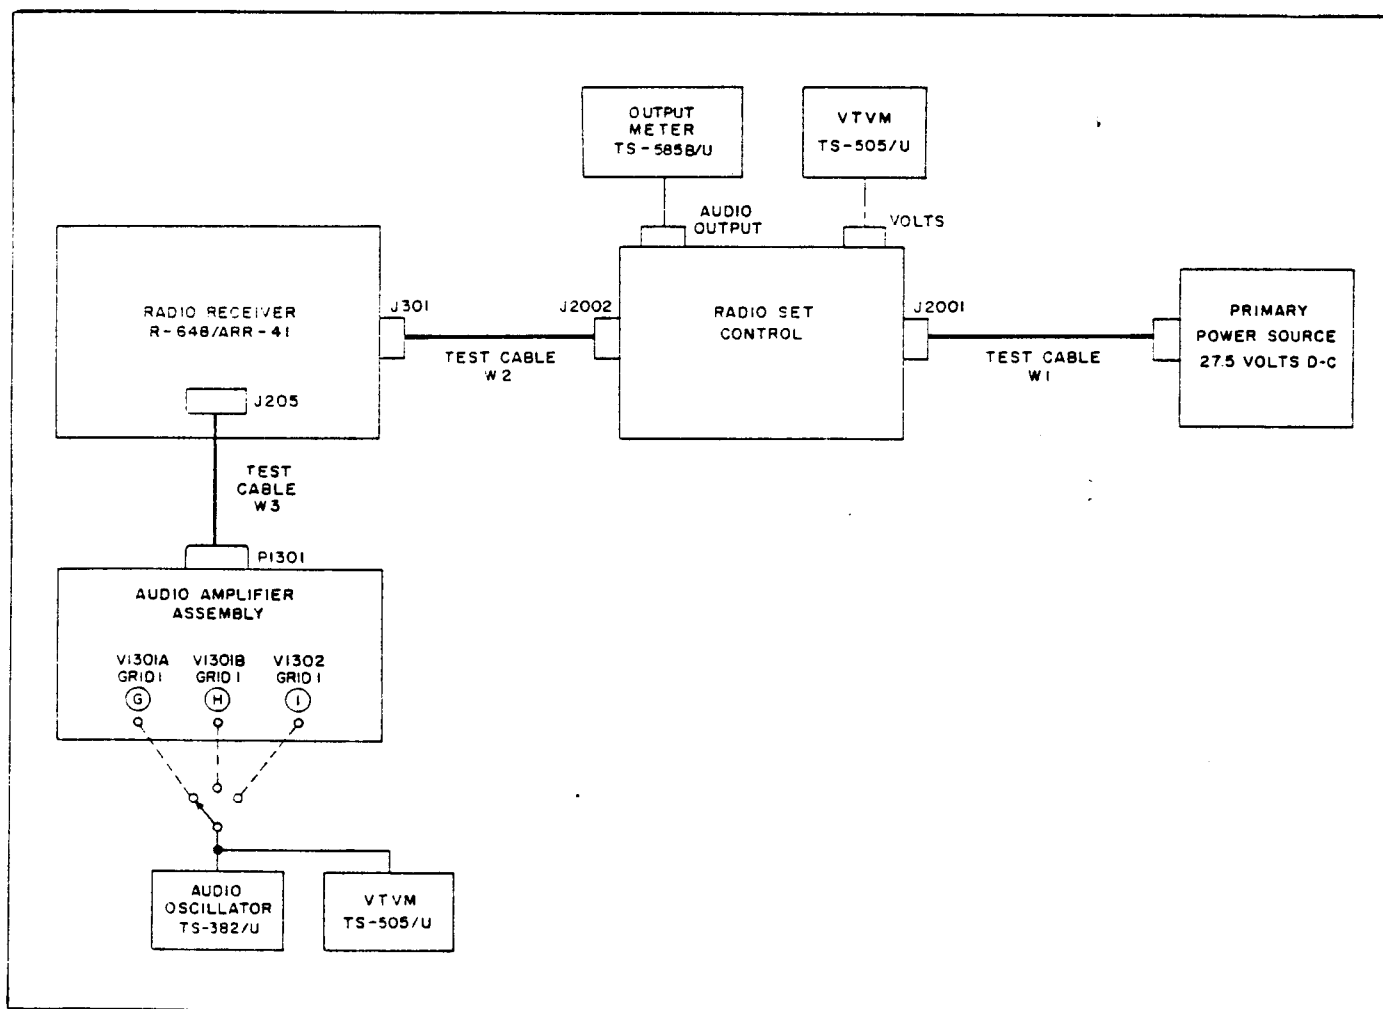 OUTPUT
METER
TS-585B/U
VTVM
TS-505/U
AUDIO
OUTPUT
VOLTS
RADIO RECEIVER
R-648/ARR-41
J301
J2002
RADIO SET
CONTROL
J2001
PRIMARY
POWER SOURCE
27.5 VOLTS D-C
TEST CABLE
W2
TEST CABLE
W1
J205
TEST
CABLE
W3
P1301
AUDIO AMPLIFIER
ASSEMBLY
V1301A
GRID 1
V1301B
GRID 1
V1302
GRID 1
G
H
I
AUDIO
OSCILLATOR
TS-382/U
VTVM
TS-505/U